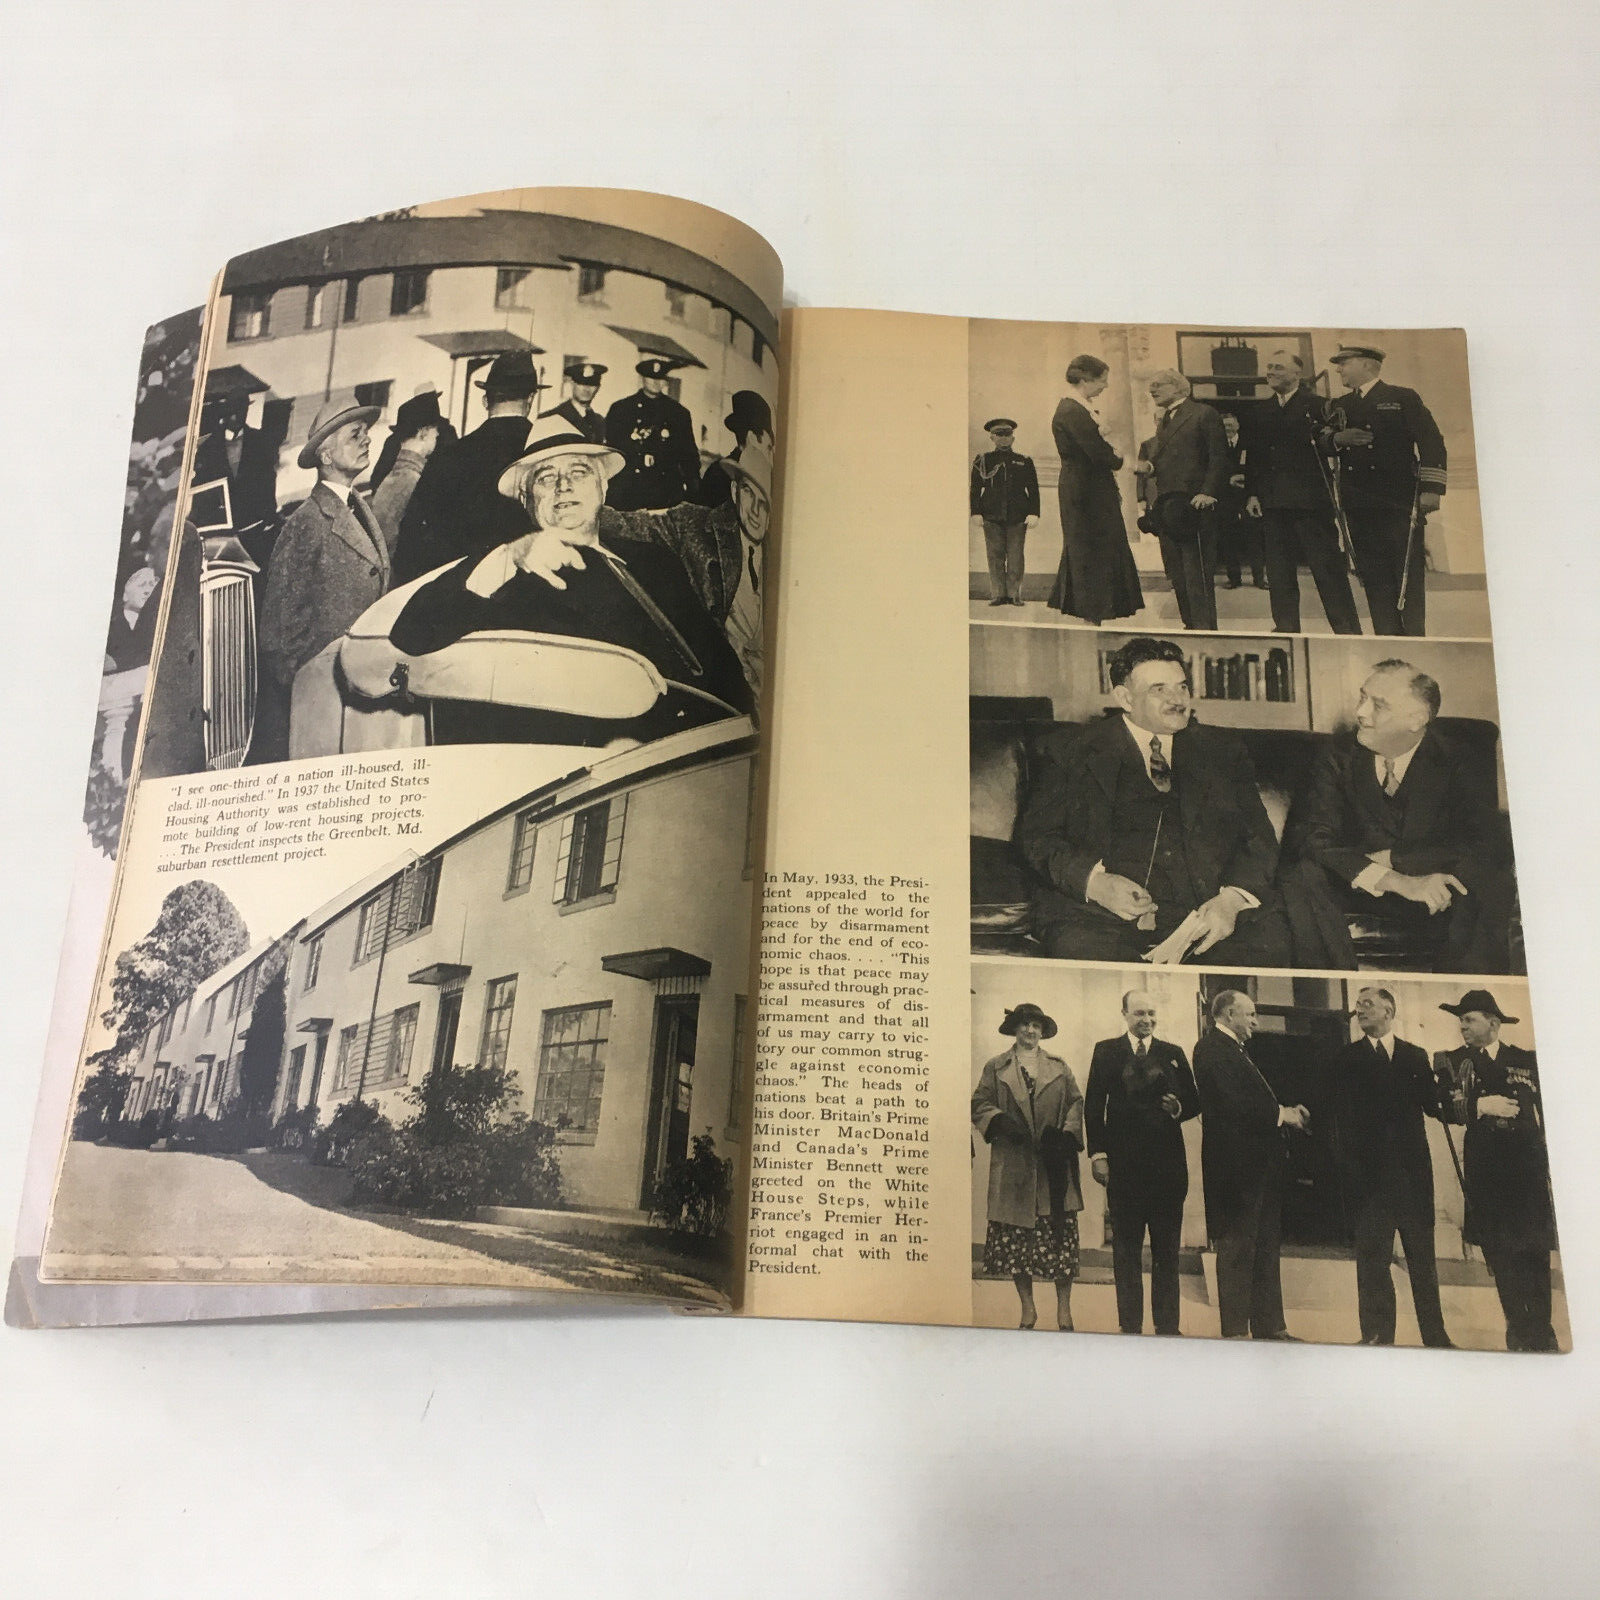 "I see one-third of a nation ill-housed, ill-
clad, ill-nourished." In 1937 the United States
Housing Authority was established to pro-
mote building of low-rent housing projects.
. . . The President inspects the Greenbelt, Md.
suburban resettlement project.
In May, 1933, the Presi-
dent appealed to the
nations of the world for
peace by disarmament
and for the end of eco-
nomic chaos. . . . "This
hope is that peace may
be assured through prac-
tical measures of dis-
armament and that all
of us may carry to vic-
tory our common strug-
gle against economic
chaos." The heads of
nations beat a path to
his door. Britain's Prime
Minister MacDonald
and Canada's Prime
Minister Bennett were
greeted on the White
House Steps, while
France's Premier Her-
riot engaged in an in-
formal chat with the
President.